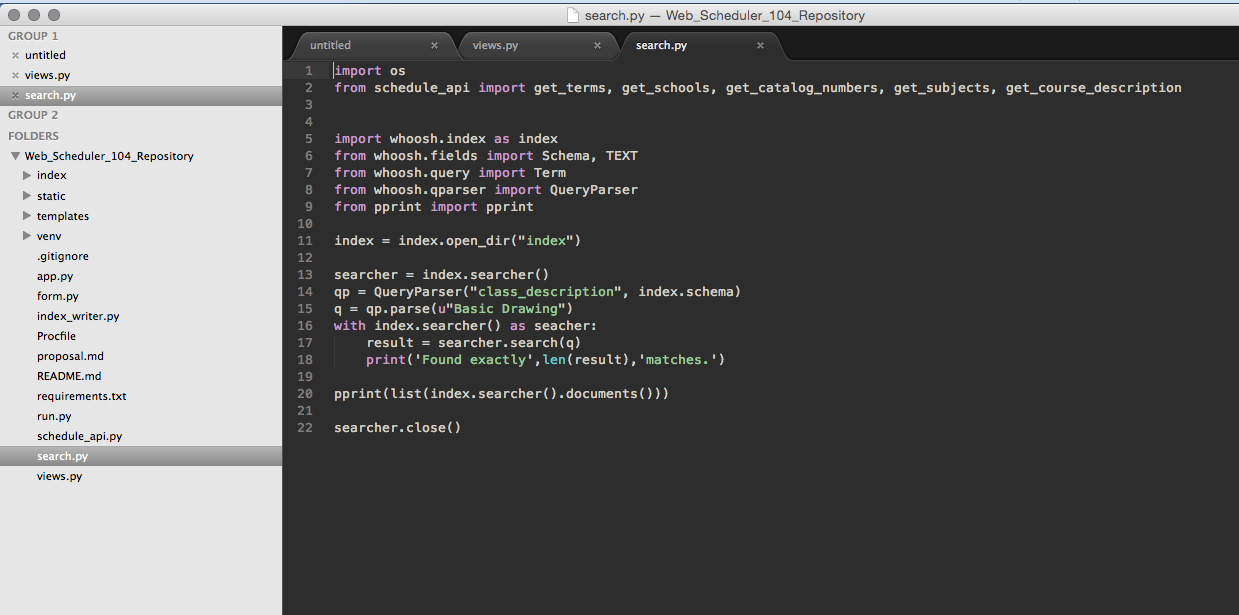 search.py — Web_Scheduler_104_Repository
GROUP 1
untitled
views.py
search.py
GROUP 2
FOLDERS
Web_Scheduler_104_Repository
index
static
templates
venv
.gitignore
app.py
form.py
index_writer.py
Procfile
proposal.md
README.md
requirements.txt
run.py
schedule_api.py
search.py
views.py
untitled views.py search.py
1 import os
2 from schedule_api import get_terms, get_schools, get_catalog_numbers, get_subjects, get_course_description
3
4
5 import whoosh.index as index
6 from whoosh.fields import Schema, TEXT
7 from whoosh.query import Term
8 from whoosh.qparser import QueryParser
9 from pprint import pprint
10
11 index = index.open_dir("index")
12
13 searcher = index.searcher()
14 qp = QueryParser("class_description", index.schema)
15 q = qp.parse(u"Basic Drawing")
16 with index.searcher() as seacher:
17     result = searcher.search(q)
18     print('Found exactly',len(result),'matches.')
19
20 pprint(list(index.searcher().documents()))
21
22 searcher.close()